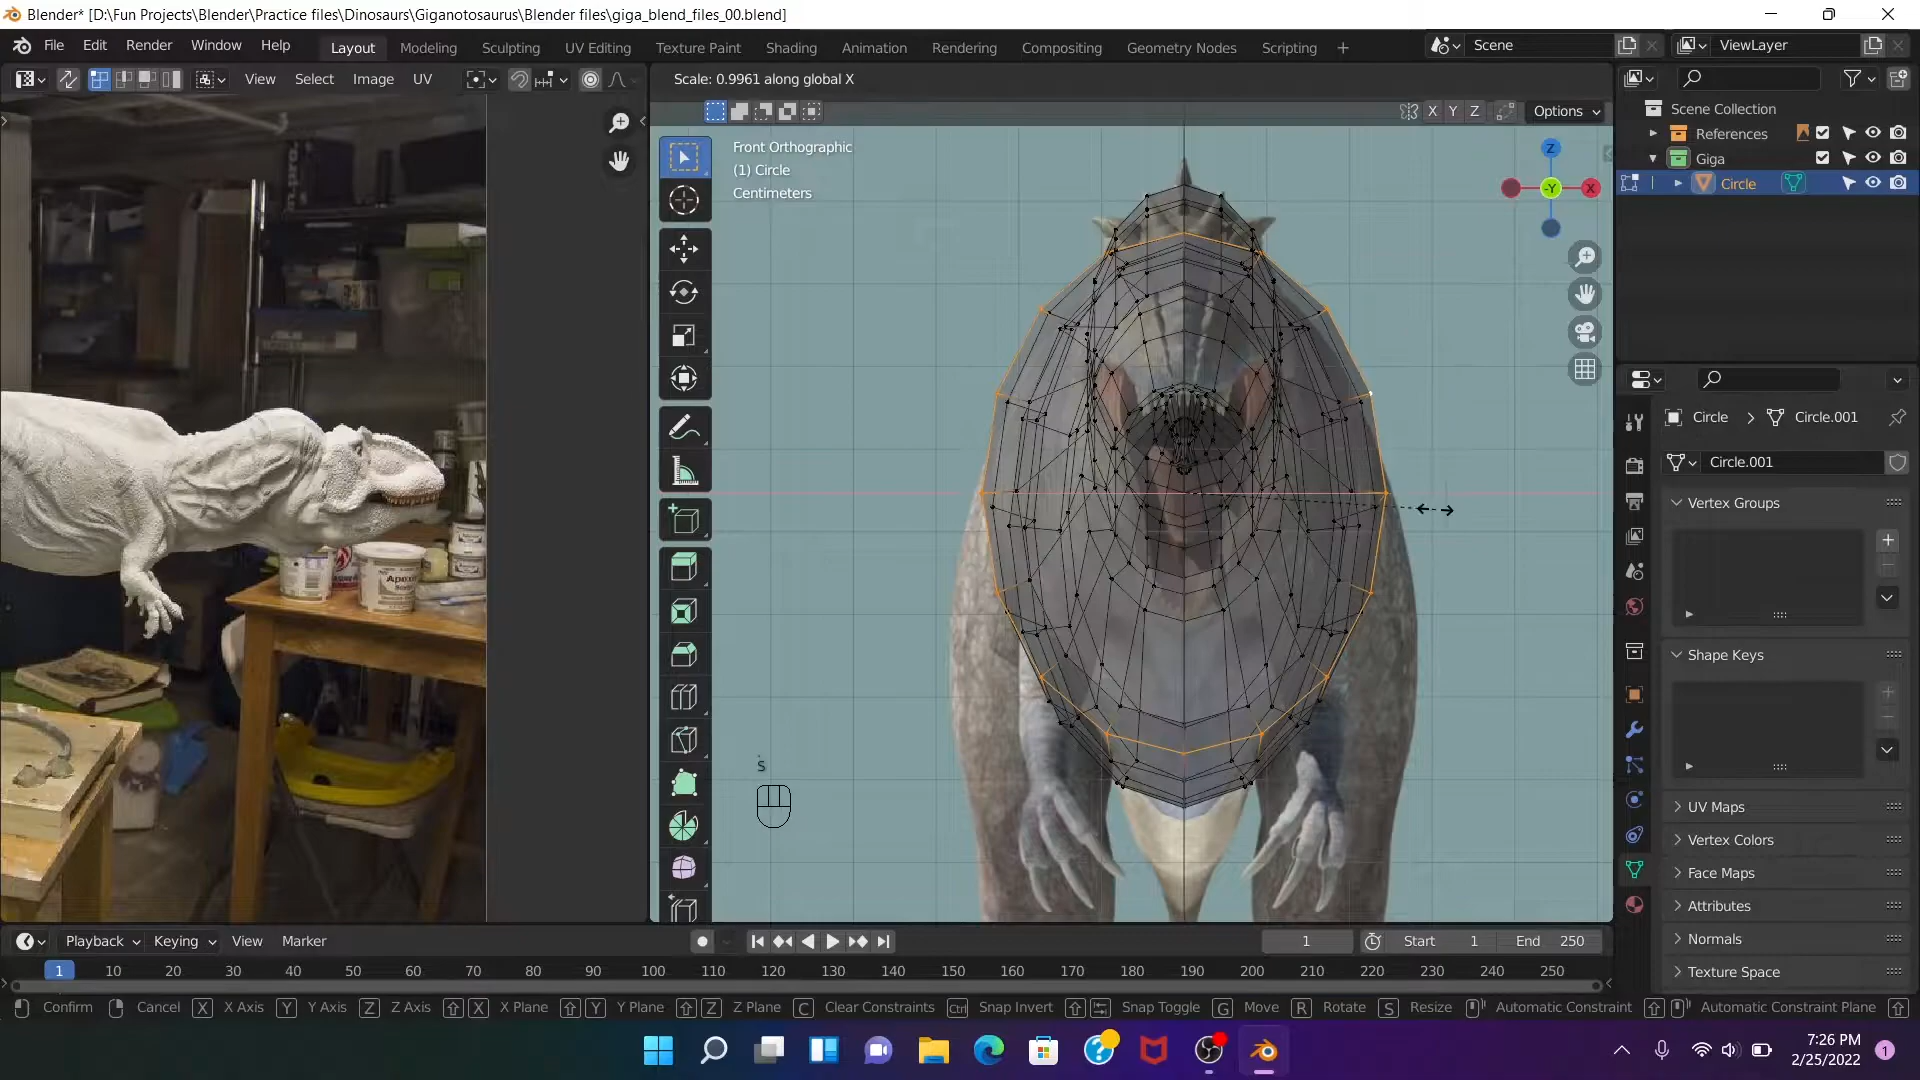 Blender* [D:\Fun Projects\Blender\Practice files\Dinosaurs\Giganotosaurus\Blender files\giga_blend_files_00.blend]
File Edit Render Window Help Layout Modeling Sculpting UV Editing Texture Paint Shading Animation Rendering Compositing Geometry Nodes Scripting + Scene ViewLayer
View Select Image UV Scale: 0.9961 along global X
X Y Z Options
Scene Collection
References
Giga
Circle
Front Orthographic
(1) Circle
Centimeters
Z
-Y X
Circle > Circle.001
Circle.001
Vertex Groups
Shape Keys
s
UV Maps
Vertex Colors
Face Maps
Attributes
Normals
Texture Space
Playback Keying View Marker 1 Start 1 End 250
1 10 20 30 40 50 60 70 80 90 100 110 120 130 140 150 160 170 180 190 200 210 220 230 240 250
Confirm Cancel X X Axis Y Y Axis Z Z Axis X X Plane Y Y Plane Z Z Plane C Clear Constraints Ctrl Snap Invert Snap Toggle G Move R Rotate S Resize Automatic Constraint Automatic Constraint Plane
7:26 PM
2/25/2022
1